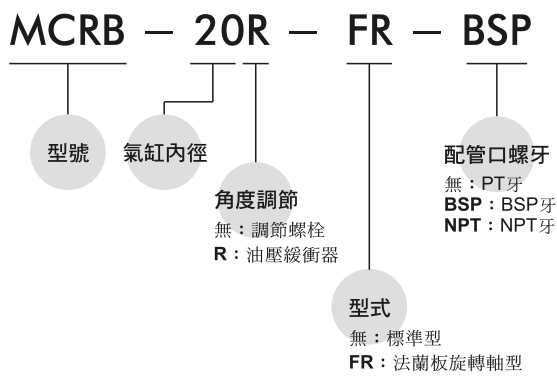 MCRB － 20R － FR － BSP
型號
氣缸內徑
角度調節
無：調節螺栓
R：油壓緩衝器
型式
無：標準型
FR：法蘭板旋轉軸型
配管口螺牙
無：PT牙
BSP：BSP牙
NPT：NPT牙